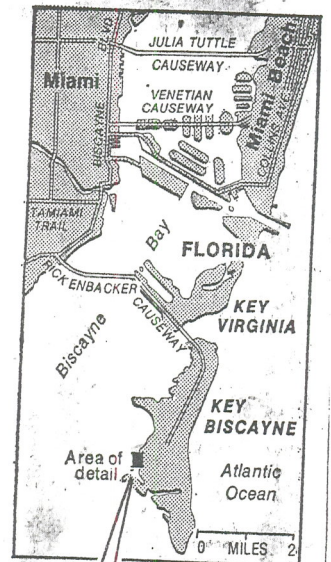 BLVD.
JULIA TUTTLE
CAUSEWAY
Miami
Miami Beach
VENETIAN
CAUSEWAY
COLLINS AVE.
BISCAYNE
TAMIAMI
TRAIL
Bay
FLORIDA
RICKENBACKER
CAUSEWAY
KEY
VIRGINIA
Biscayne
KEY
BISCAYNE
Area of
detail
Atlantic
Ocean
0 MILES 2